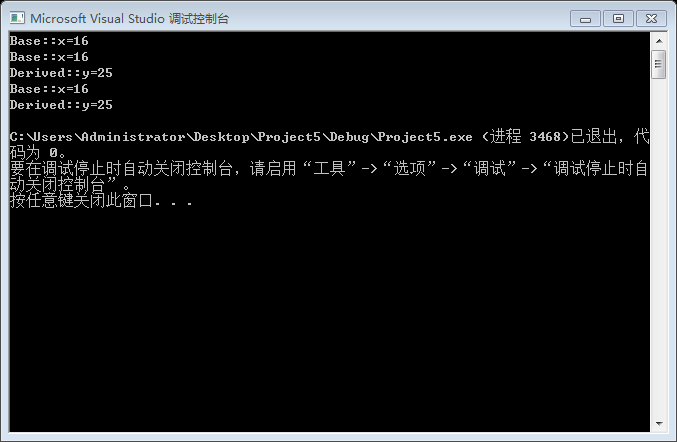 Microsoft Visual Studio 调试控制台
Base::x=16
Base::x=16
Derived::y=25
Base::x=16
Derived::y=25
C:\Users\Administrator\Desktop\Project5\Debug\Project5.exe (进程 3468)已退出，代
码为 0。
要在调试停止时自动关闭控制台，请启用“工具”->“选项”->“调试”->“调试停止时自
动关闭控制台”。
按任意键关闭此窗口. . .